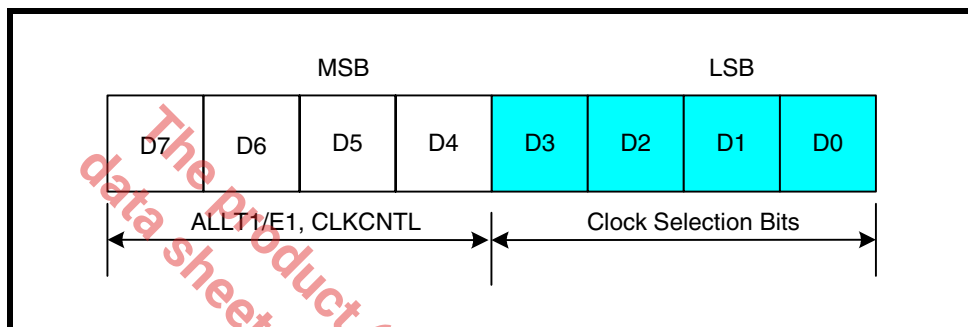 MSB LSB
D7 D6 D5 D4 D3 D2 D1 D0
ALLT1/E1, CLKCNTL Clock Selection Bits
The product
data sheet